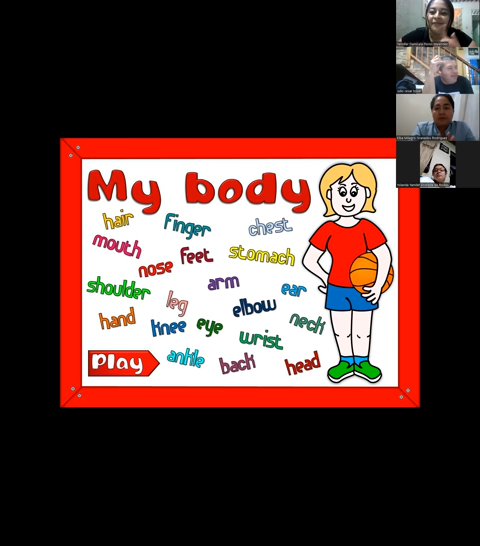 My body
hair finger chest
mouth nose feet stomach
shoulder leg arm elbow ear
hand knee eye wrist neck
Play ankle back head